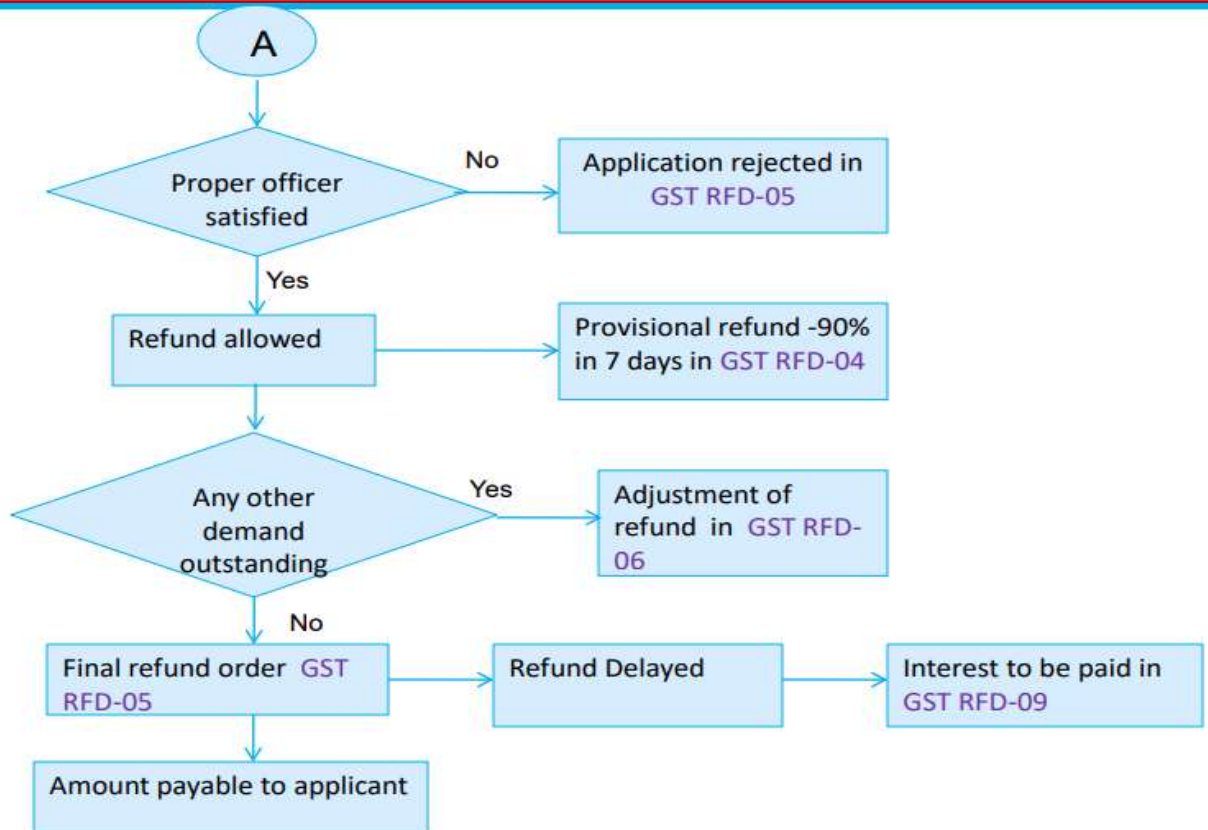 A
Proper officer
satisfied
No
Application rejected in
GST RFD-05
Yes
Refund allowed
Provisional refund -90%
in 7 days in GST RFD-04
Any other
demand
outstanding
Yes
Adjustment of
refund in GST RFD-
06
No
Final refund order GST
RFD-05
Refund Delayed
Interest to be paid in
GST RFD-09
Amount payable to applicant